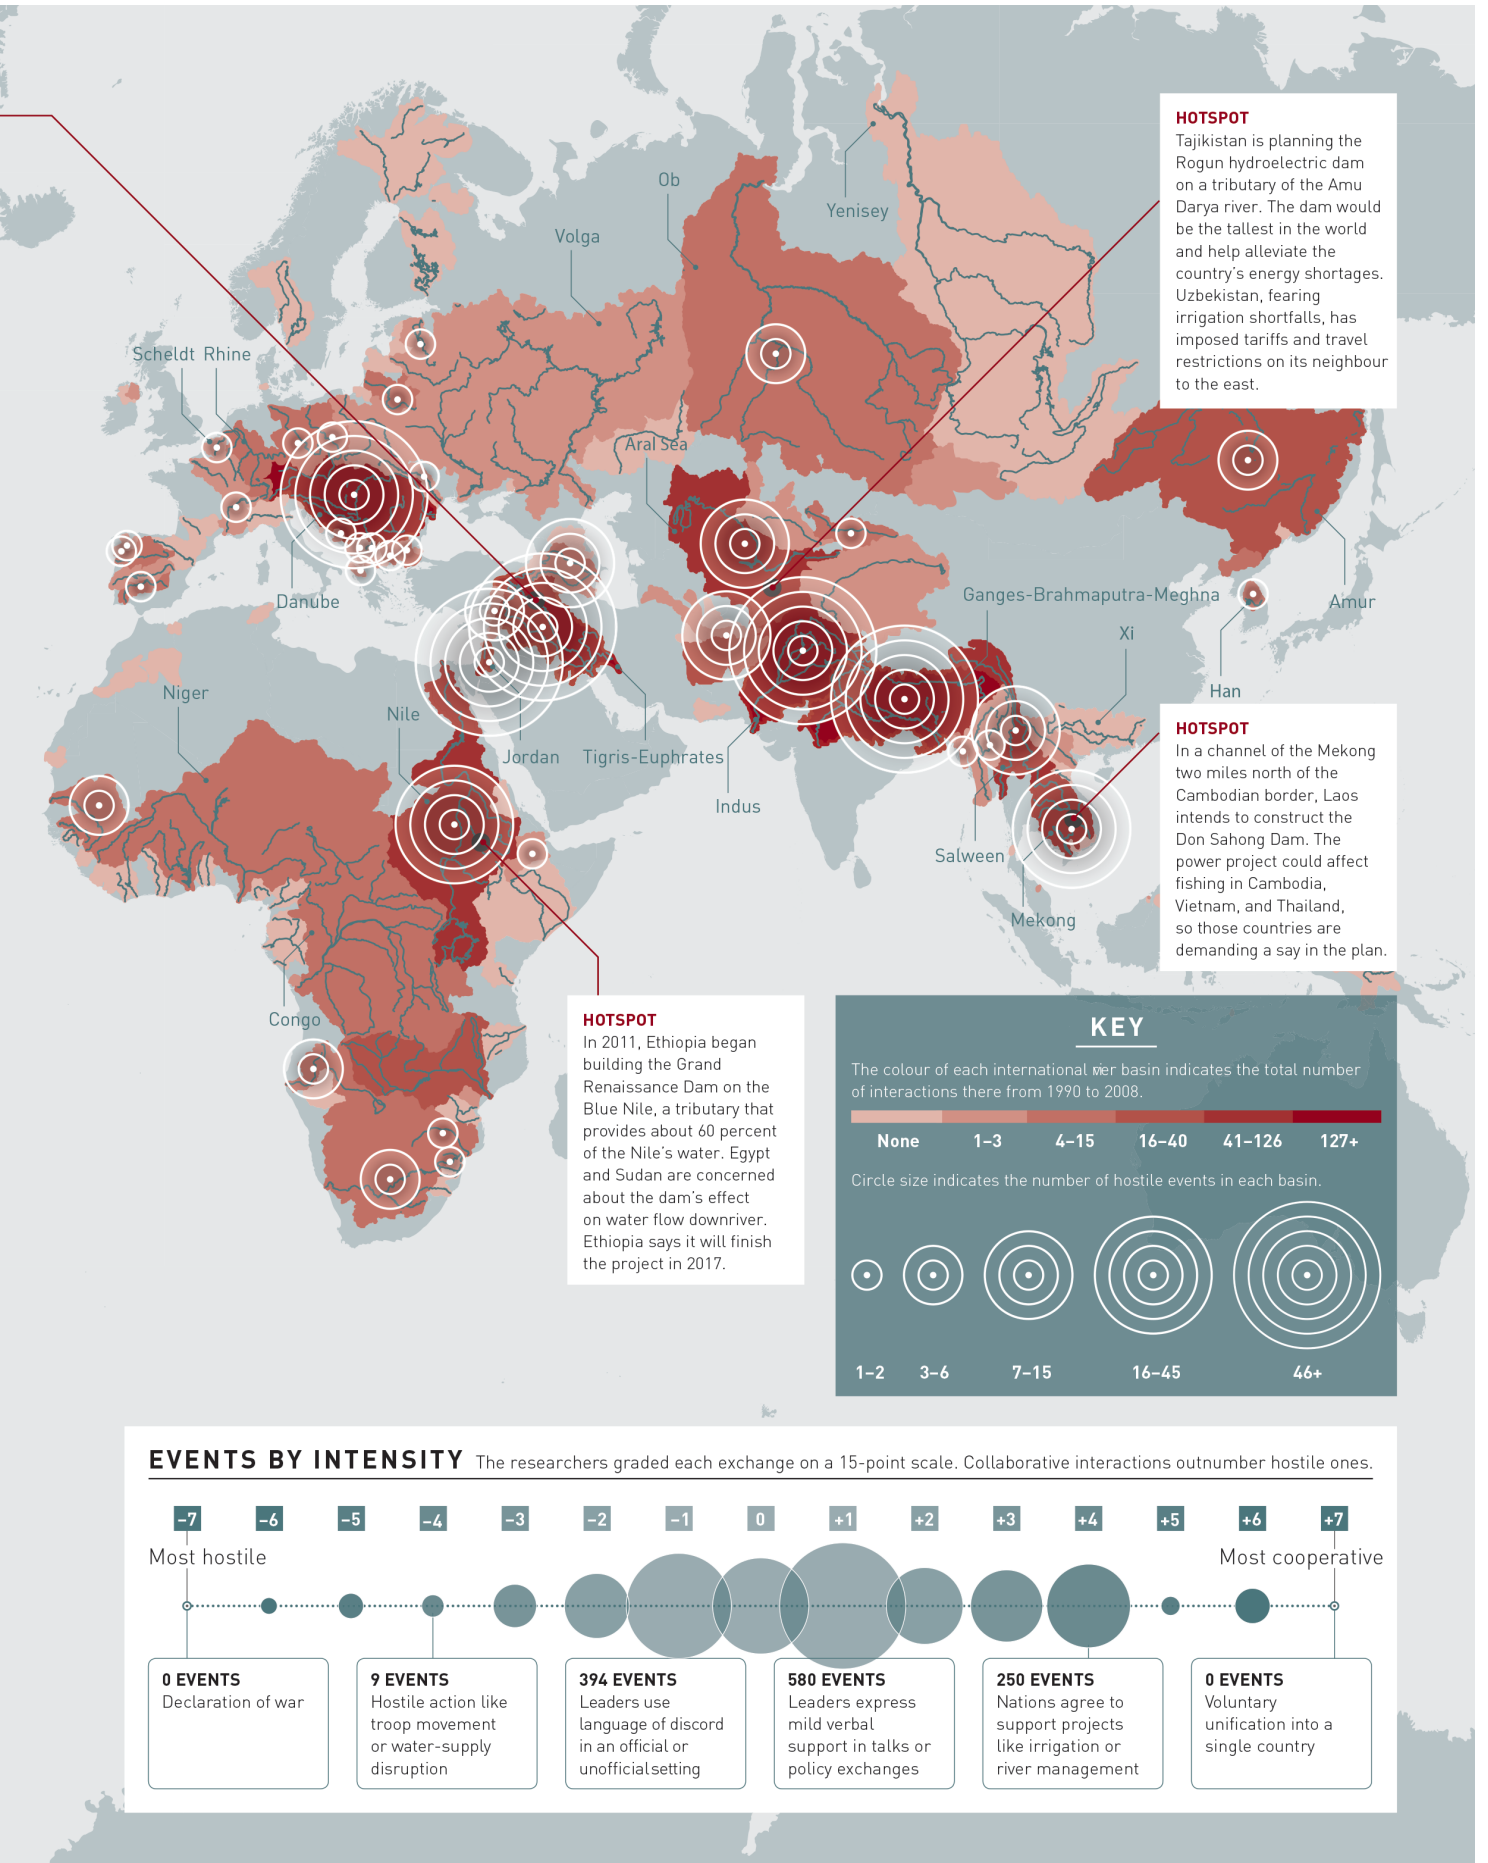 HOTSPOT
Tajikistan is planning the
Rogun hydroelectric dam
on a tributary of the Amu
Darya river. The dam would
be the tallest in the world
and help alleviate the
country's energy shortages.
Uzbekistan, fearing
irrigation shortfalls, has
imposed tariffs and travel
restrictions on its neighbour
to the east.
Ob
Yenisey
Volga
Scheldt Rhine
Aral Sea
Danube
Ganges-Brahmaputra-Meghna
Amur
Xi
Han
Niger
Nile
Jordan
Tigris-Euphrates
Indus
Salween
Mekong
Congo
HOTSPOT
In a channel of the Mekong
two miles north of the
Cambodian border, Laos
intends to construct the
Don Sahong Dam. The
power project could affect
fishing in Cambodia,
Vietnam, and Thailand,
so those countries are
demanding a say in the plan.
HOTSPOT
In 2011, Ethiopia began
building the Grand
Renaissance Dam on the
Blue Nile, a tributary that
provides about 60 percent
of the Nile's water. Egypt
and Sudan are concerned
about the dam's effect
on water flow downriver.
Ethiopia says it will finish
the project in 2017.
KEY
The colour of each international river basin indicates the total number
of interactions there from 1990 to 2008.
None 1–3 4–15 16–40 41–126 127+
Circle size indicates the number of hostile events in each basin.
1–2 3–6 7–15 16–45 46+
EVENTS BY INTENSITY The researchers graded each exchange on a 15-point scale. Collaborative interactions outnumber hostile ones.
–7 –6 –5 –4 –3 –2 –1 0 +1 +2 +3 +4 +5 +6 +7
Most hostile
Most cooperative
0 EVENTS
Declaration of war
9 EVENTS
Hostile action like
troop movement
or water-supply
disruption
394 EVENTS
Leaders use
language of discord
in an official or
unofficial setting
580 EVENTS
Leaders express
mild verbal
support in talks or
policy exchanges
250 EVENTS
Nations agree to
support projects
like irrigation or
river management
0 EVENTS
Voluntary
unification into a
single country